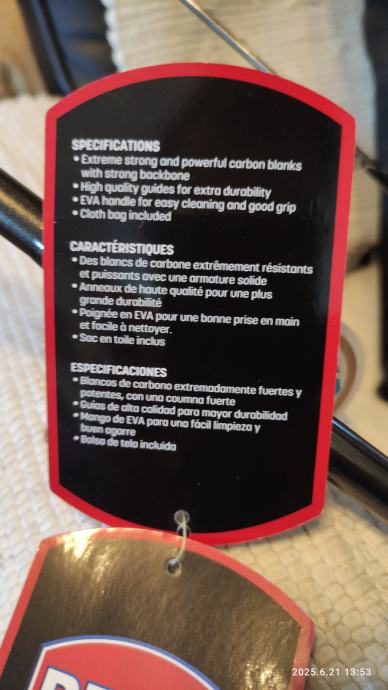 SPECIFICATIONS
• Extreme strong and powerful carbon blanks
with strong backbone
• High quality guides for extra durability
• EVA handle for easy cleaning and good grip
• Cloth bag included
CARACTÉRISTIQUES
• Des blancs de carbone extrêmement résistants
et puissants avec une armature solide
• Anneaux de haute qualité pour une plus
grande durabilité
• Poignée en EVA pour une bonne prise en main
et facile à nettoyer.
• Sac en toile inclus
ESPECIFICACIONES
• Blancos de carbono extremadamente fuertes y
potentes, con una coumna fuerte
• Guías de alta calidad para mayor durabilidad
• Mango de EVA para una fácil limpieza y
buen agarre
• Bolsa de tela incluida
2025.6.21 13:53